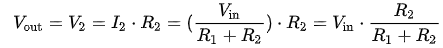 V_out = V_2 = I_2 · R_2 = (V_in / (R_1 + R_2)) · R_2 = V_in · R_2 / (R_1 + R_2)